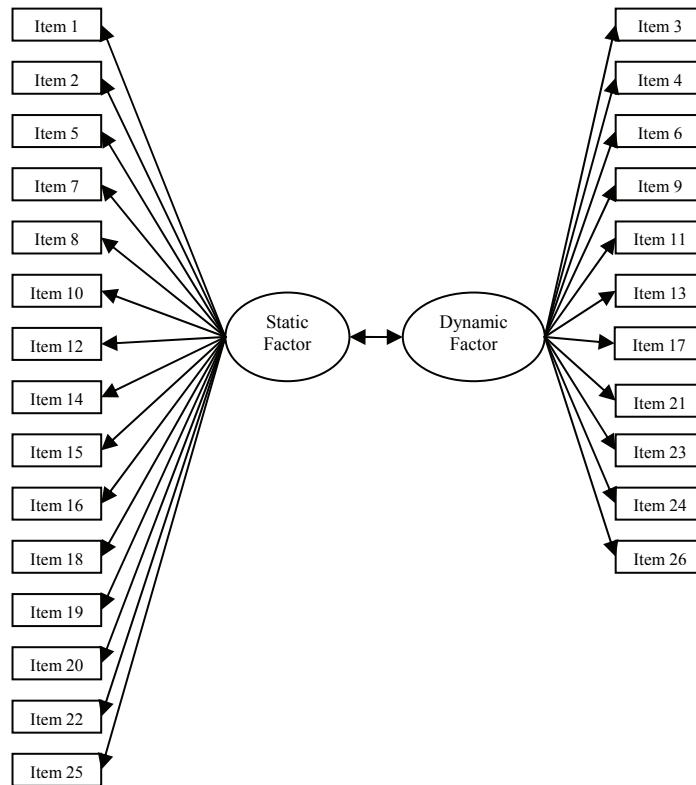 Item 1
Item 2
Item 5
Item 7
Item 8
Item 10
Item 12
Item 14
Item 15
Item 16
Item 18
Item 19
Item 20
Item 22
Item 25
Static
Factor
Dynamic
Factor
Item 3
Item 4
Item 6
Item 9
Item 11
Item 13
Item 17
Item 21
Item 23
Item 24
Item 26